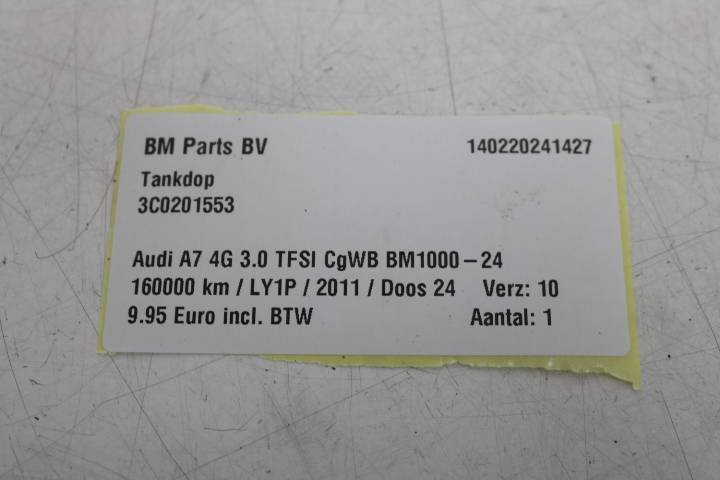 BM Parts BV 140220241427
Tankdop
3C0201553
Audi A7 4G 3.0 TFSI CgWB BM1000-24
160000 km / LY1P / 2011 / Doos 24 Verz: 10
9.95 Euro incl. BTW Aantal: 1